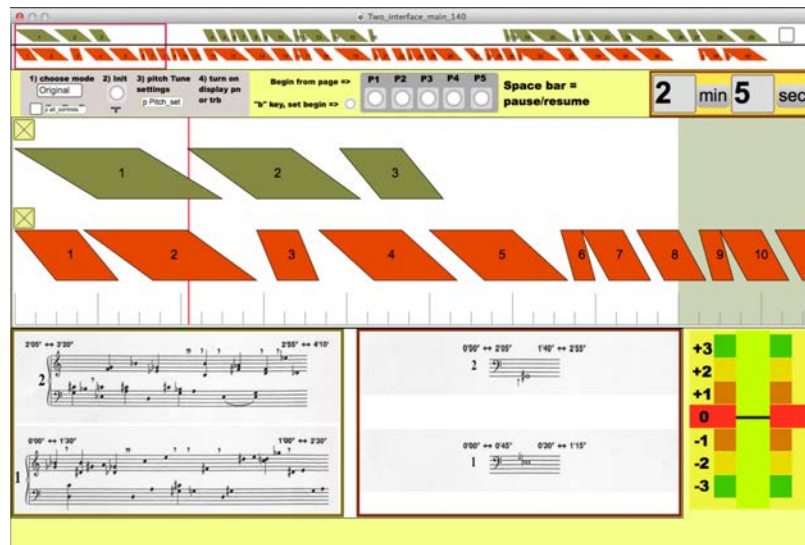 Two_interface_main_140
1) choose mode 2) Init 3) pitch Tune settings 4) turn on display pn or trb
Original
p Pitch_set
Begin from page => P1 P2 P3 P4 P5
"b" key, set begin =>
Space bar = pause/resume
2 min 5 sec
1 2 3
1 2 3 4 5 6 7 8 9 10
2'05" ↔ 3'20" 2'55" ↔ 4'10'
2
0'00" ↔ 1'30" 1'00" ↔ 2'30"
1
0'50" ↔ 2'05" 1'40" ↔ 2'55"
2
0'00" ↔ 0'45" 0'30" ↔ 1'15"
1
+3
+2
+1
0
-1
-2
-3